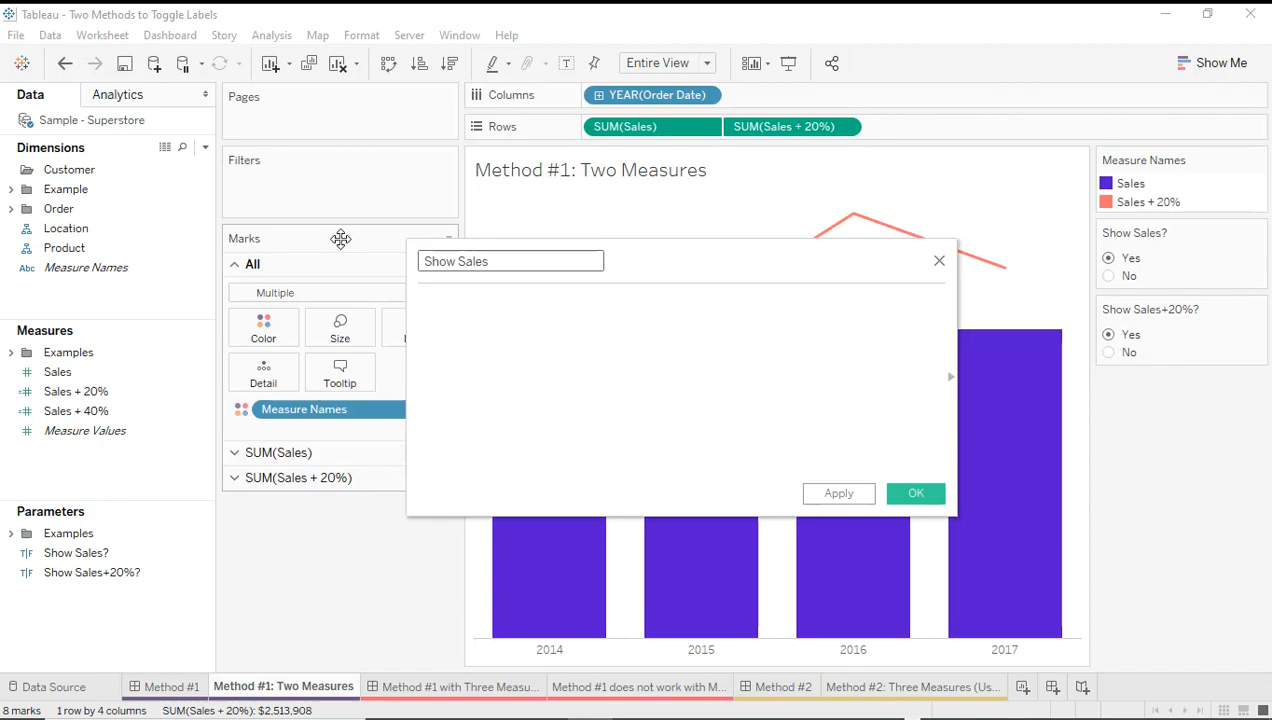 Tableau - Two Methods to Toggle Labels
File Data Worksheet Dashboard Story Analysis Map Format Server Window Help
Entire View
Show Me
Data Analytics
Sample - Superstore
Dimensions
Customer
Example
Order
Location
Product
Abc Measure Names
Measures
Examples
Sales
Sales + 20%
Sales + 40%
Measure Values
Parameters
Examples
T|F Show Sales?
T|F Show Sales+20%?
Pages
Filters
Marks
All
Multiple
Color
Size
Detail
Tooltip
Measure Names
SUM(Sales)
SUM(Sales + 20%)
Columns YEAR(Order Date)
Rows SUM(Sales) SUM(Sales + 20%)
Method #1: Two Measures
Show Sales
Apply OK
2014 2015 2016 2017
Measure Names
Sales
Sales + 20%
Show Sales?
Yes
No
Show Sales+20%?
Yes
No
Data Source Method #1 Method #1: Two Measures Method #1 with Three Measu... Method #1 does not work with M... Method #2 Method #2: Three Measures (Us...
8 marks 1 row by 4 columns SUM(Sales + 20%): $2,513,908